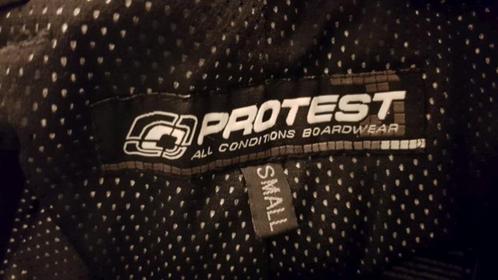 PROTEST
ALL CONDITIONS BOARDWEAR
SMALL